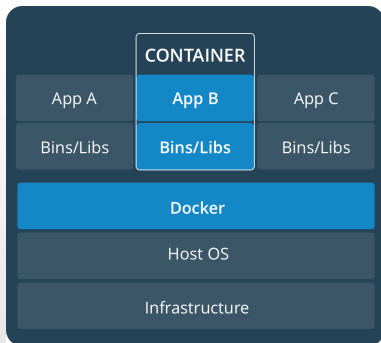 CONTAINER
App A App B App C
Bins/Libs Bins/Libs Bins/Libs
Docker
Host OS
Infrastructure